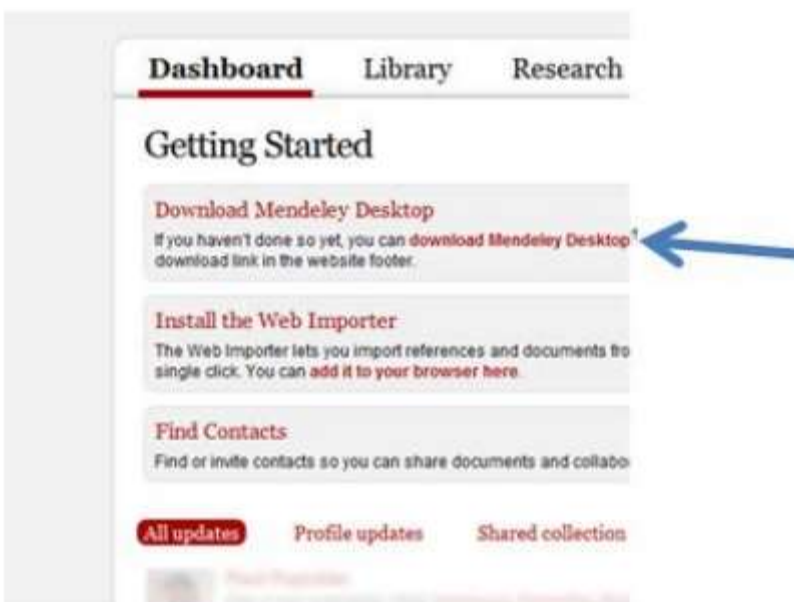 Dashboard Library Research
Getting Started
Download Mendeley Desktop
If you haven't done so yet, you can download Mendeley Desktop
download link in the website footer.
Install the Web Importer
The Web Importer lets you import references and documents fro
single click. You can add it to your browser here.
Find Contacts
Find or invite contacts so you can share documents and collabo
All updates Profile updates Shared collection